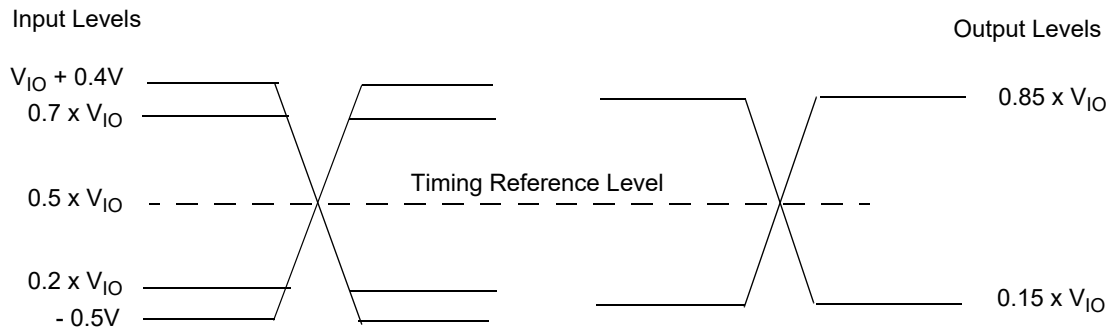 Input Levels
Output Levels
V_IO + 0.4V
0.7 x V_IO
0.85 x V_IO
Timing Reference Level
0.5 x V_IO
0.2 x V_IO
- 0.5V
0.15 x V_IO